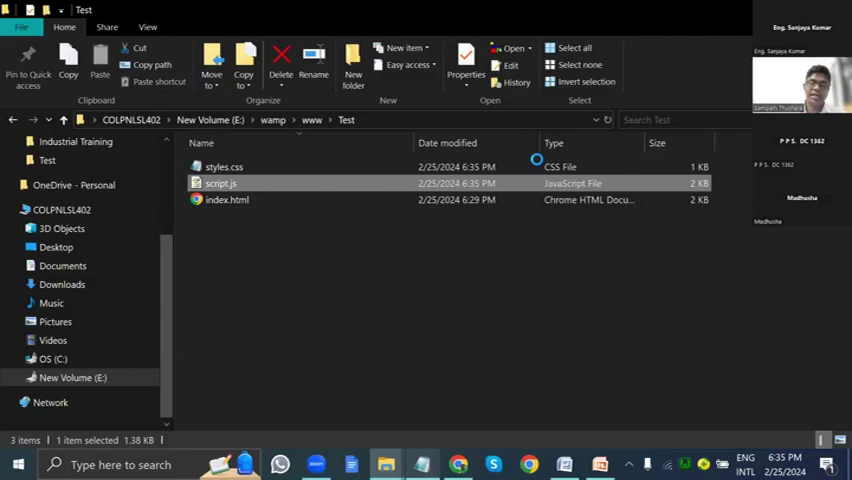 Test
File
Home
Share
View
Pin to Quick access
Copy
Paste
Cut
Copy path
Paste shortcut
Clipboard
Move to
Copy to
Delete
Rename
Organize
New folder
New item
Easy access
New
Properties
Open
Edit
History
Open
Select all
Select none
Invert selection
Select
COLPNLSL402 > New Volume (E:) > wamp > www > Test
Search Test
Name
Date modified
Type
Size
styles.css 2/25/2024 6:35 PM CSS File 1 KB
script.js 2/25/2024 6:35 PM JavaScript File 2 KB
index.html 2/25/2024 6:29 PM Chrome HTML Docu... 2 KB
Industrial Training
Test
OneDrive - Personal
COLPNLSL402
3D Objects
Desktop
Documents
Downloads
Music
Pictures
Videos
OS (C:)
New Volume (E:)
Network
3 items
1 item selected 1.38 KB
Eng. Sanjaya Kumar
Eng. Sanjaya Kumar
Sampath Thushara
P P S. DC 1362
P P S. DC 1362
Madhusha
Madhusha
Type here to search
zoom
ENG
INTL
6:35 PM
2/25/2024
1